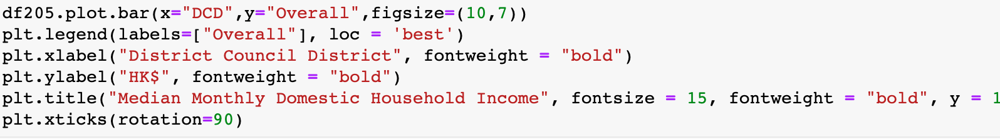 df205.plot.bar(x="DCD",y="Overall",figsize=(10,7))
plt.legend(labels=["Overall"], loc = 'best')
plt.xlabel("District Council District", fontweight = "bold")
plt.ylabel("HK$", fontweight = "bold")
plt.title("Median Monthly Domestic Household Income", fontsize = 15, fontweight = "bold", y = 1
plt.xticks(rotation=90)